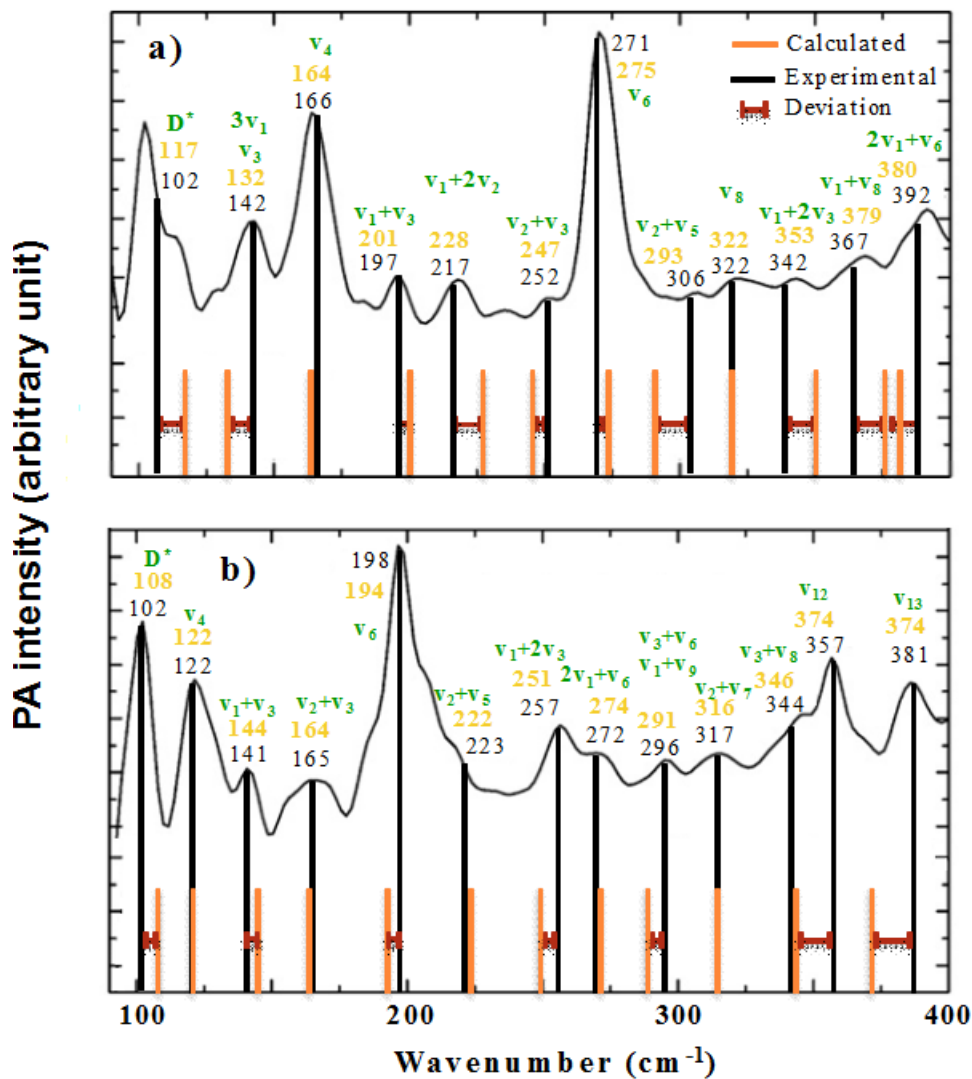 PA intensity (arbitrary unit)
a)
Calculated
Experimental
Deviation
D*
117
102
3v₁
v₃
132
142
v₄
164
166
v₁+v₃
201
197
v₁+2v₂
228
217
v₂+v₃
247
252
271
275
v₆
v₂+v₅
293
306
v₈
322
322
v₁+2v₃
353
342
v₁+v₈
379
367
2v₁+v₆
380
392
b)
D*
108
102
v₄
122
122
v₁+v₃
144
141
v₂+v₃
164
165
198
194
v₆
v₂+v₅
222
223
v₁+2v₃
251
257
2v₁+v₆
274
272
v₃+v₆
v₁+v₉
291
296
v₂+v₇
316
317
v₃+v₈
346
344
v₁₂
374
357
v₁₃
374
381
100 200 300 400
Wavenumber (cm⁻¹)